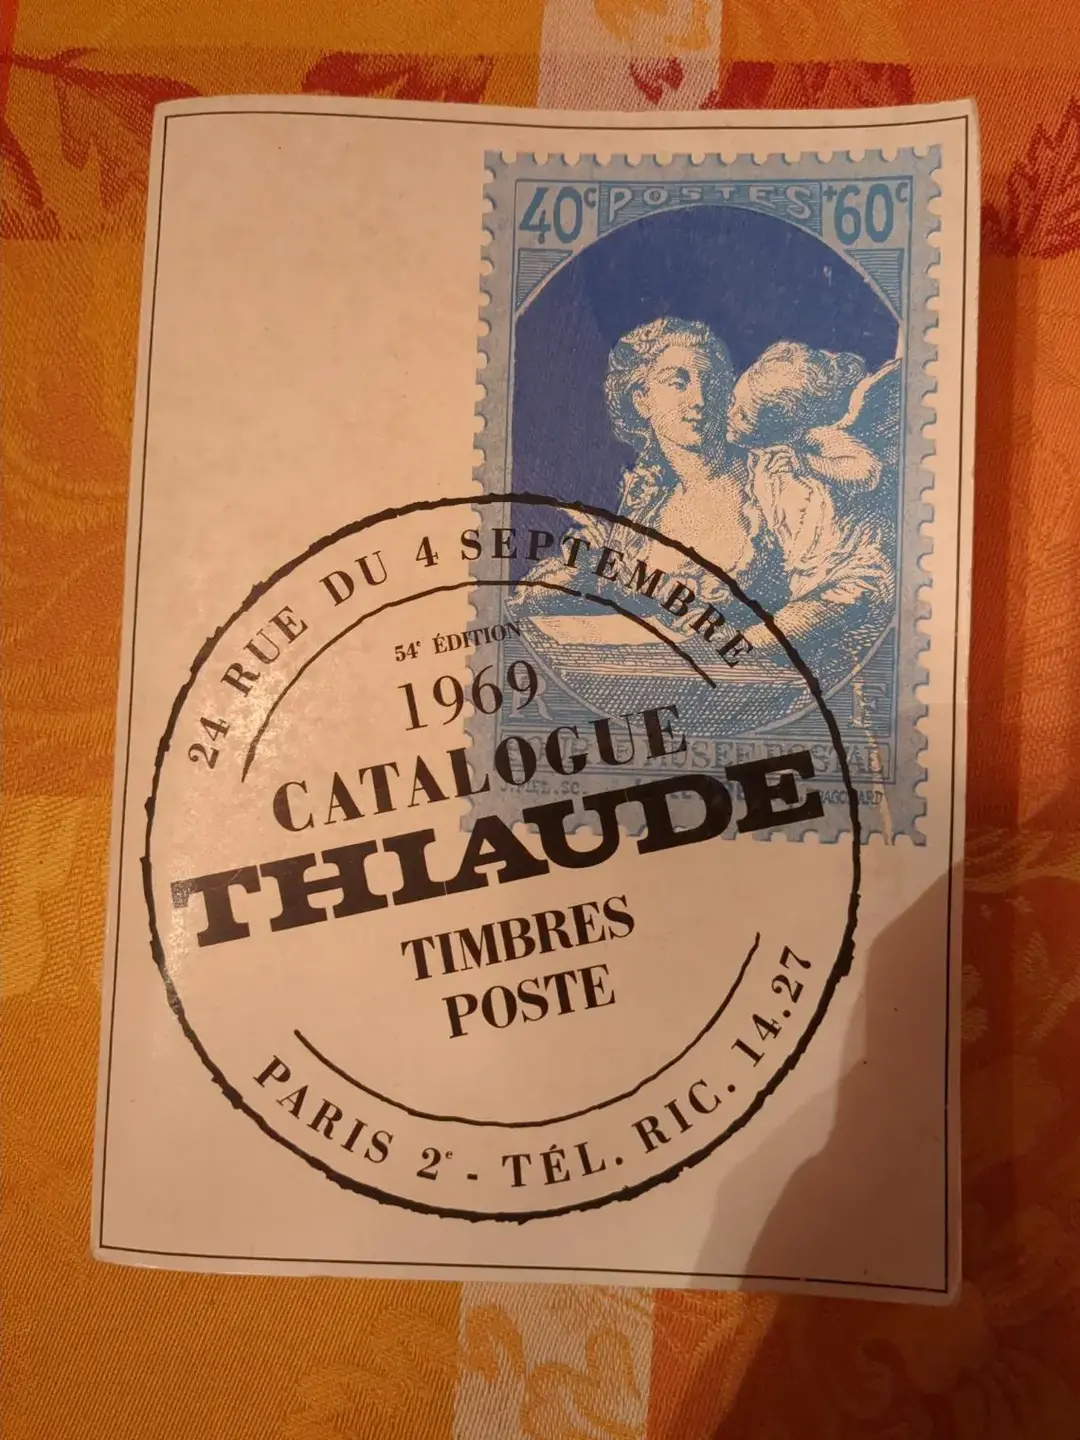 40c POSTES +60c
24 RUE DU 4 SEPTEMBRE
54e ÉDITION
1969
CATALOGUE
MUSEE POSTAL
THIAUDE
TIMBRES
POSTE
PARIS 2e - TÉL. RIC. 14.27